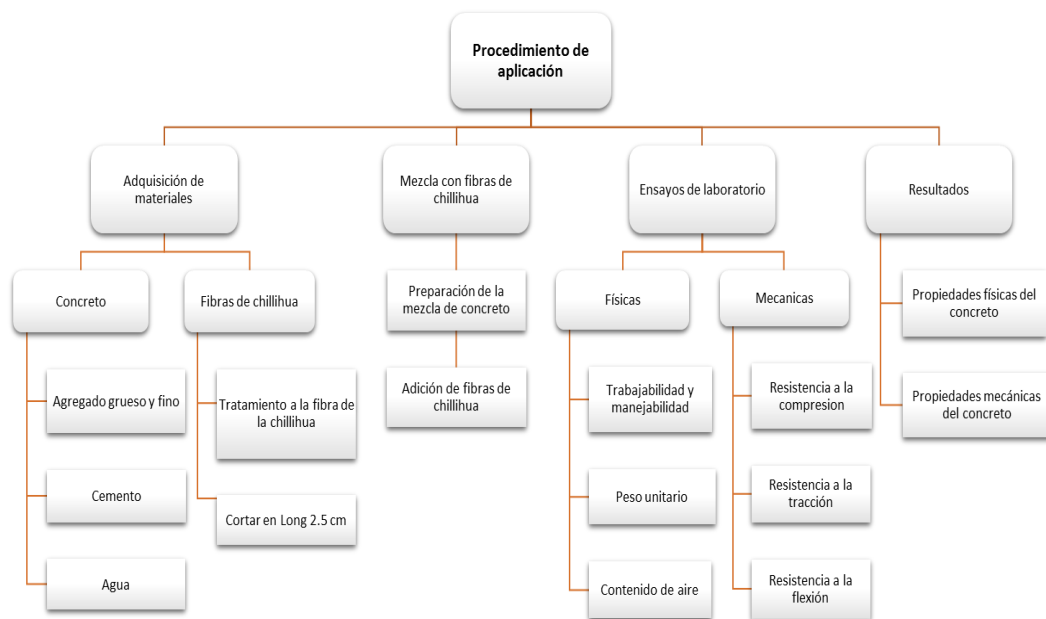 Procedimiento de
aplicación
Adquisición de
materiales
Mezcla con fibras de
chillihua
Ensayos de laboratorio
Resultados
Concreto
Fibras de chillihua
Preparación de la
mezcla de concreto
Físicas
Mecanicas
Propiedades físicas del
concreto
Agregado grueso y fino
Tratamiento a la fibra de
la chillihua
Adición de fibras de
chillihua
Trabajabilidad y
manejabilidad
Resistencia a la
compresion
Propiedades mecánicas
del concreto
Cemento
Cortar en Long 2.5 cm
Peso unitario
Resistencia a la
tracción
Agua
Contenido de aire
Resistencia a la
flexión